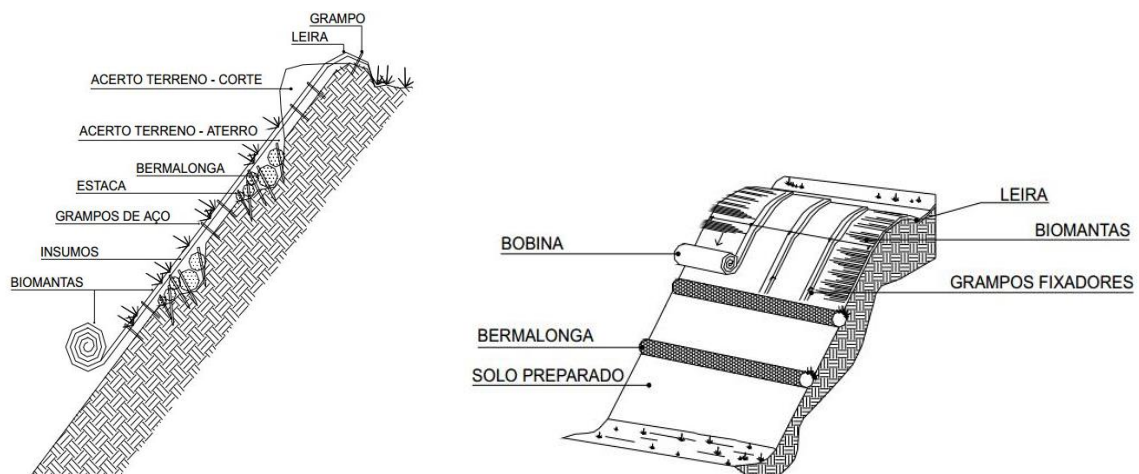 GRAMPO
LEIRA
ACERTO TERRENO - CORTE
ACERTO TERRENO - ATERRO
BERMALONGA
ESTACA
GRAMPOS DE AÇO
INSUMOS
BIOMANTAS
LEIRA
BIOMANTAS
BOBINA
GRAMPOS FIXADORES
BERMALONGA
SOLO PREPARADO